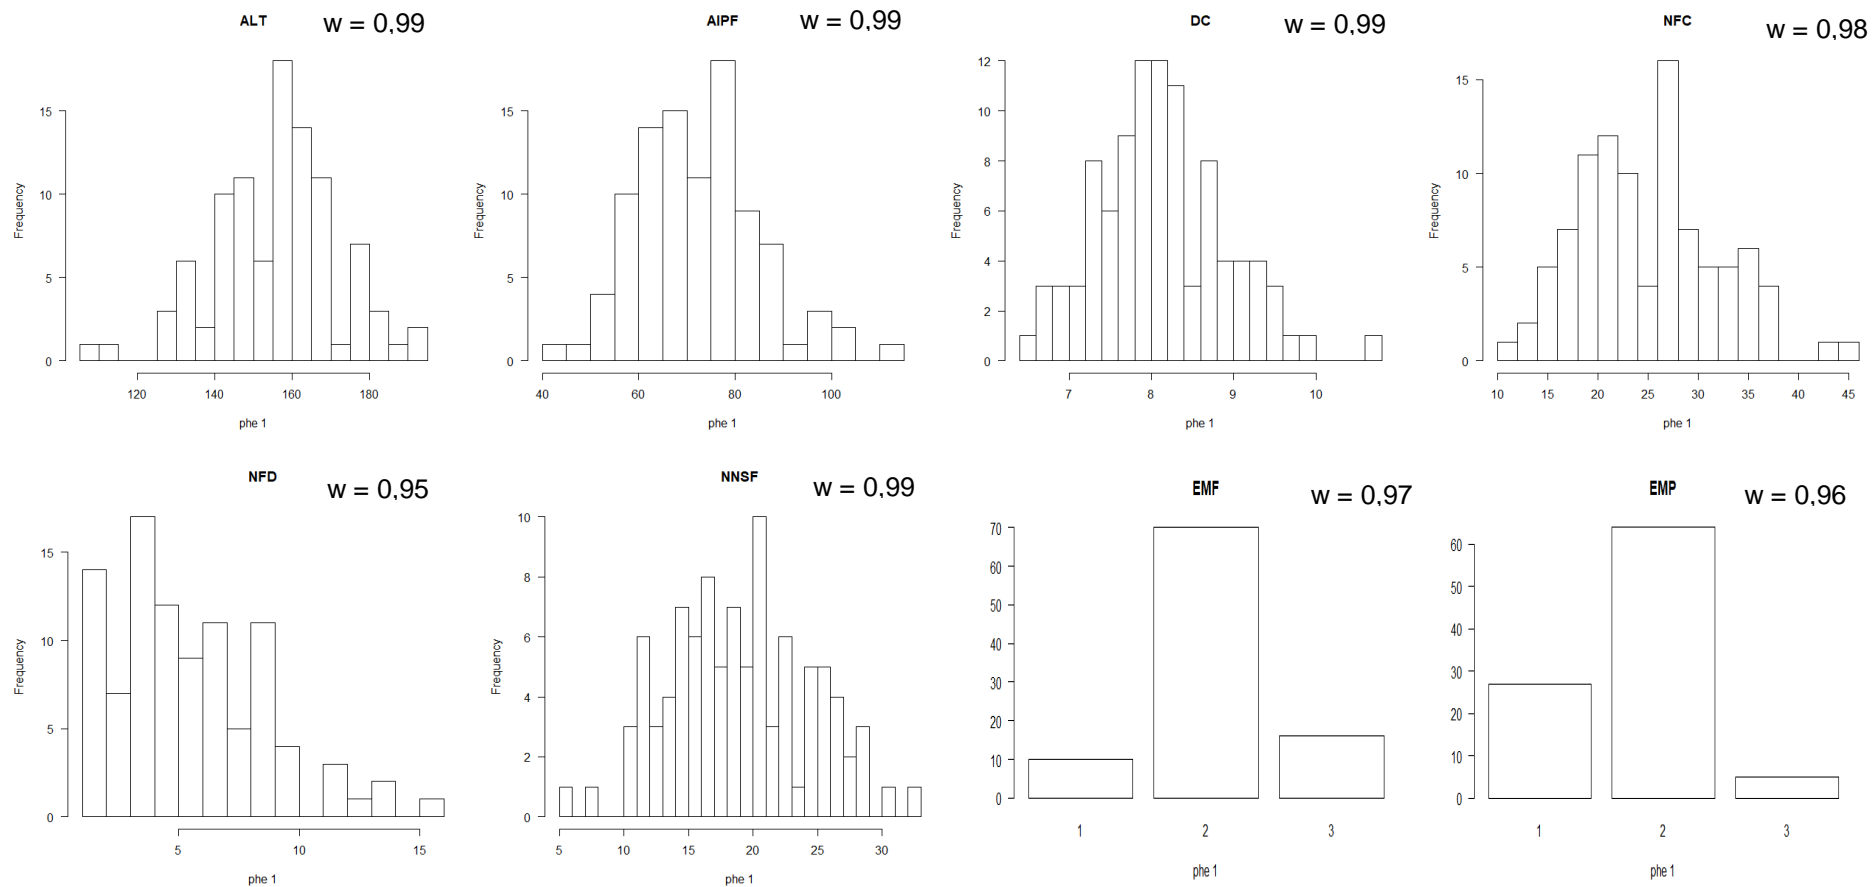 ALT
w = 0,99
Frequency
15
10
5
0
120 140 160 180
phe 1
AIPF
w = 0,99
Frequency
15
10
5
0
40 60 80 100
phe 1
DC
w = 0,99
Frequency
12
10
8
6
4
2
0
7 8 9 10
phe 1
NFC
w = 0,98
Frequency
15
10
5
0
10 15 20 25 30 35 40 45
phe 1
NFD
w = 0,95
Frequency
15
10
5
0
5 10 15
phe 1
NNSF
w = 0,99
Frequency
10
8
6
4
2
0
5 10 15 20 25 30
phe 1
EMF
w = 0,97
70
60
50
40
30
20
10
0
1 2 3
phe 1
EMP
w = 0,96
60
50
40
30
20
10
0
1 2 3
phe 1